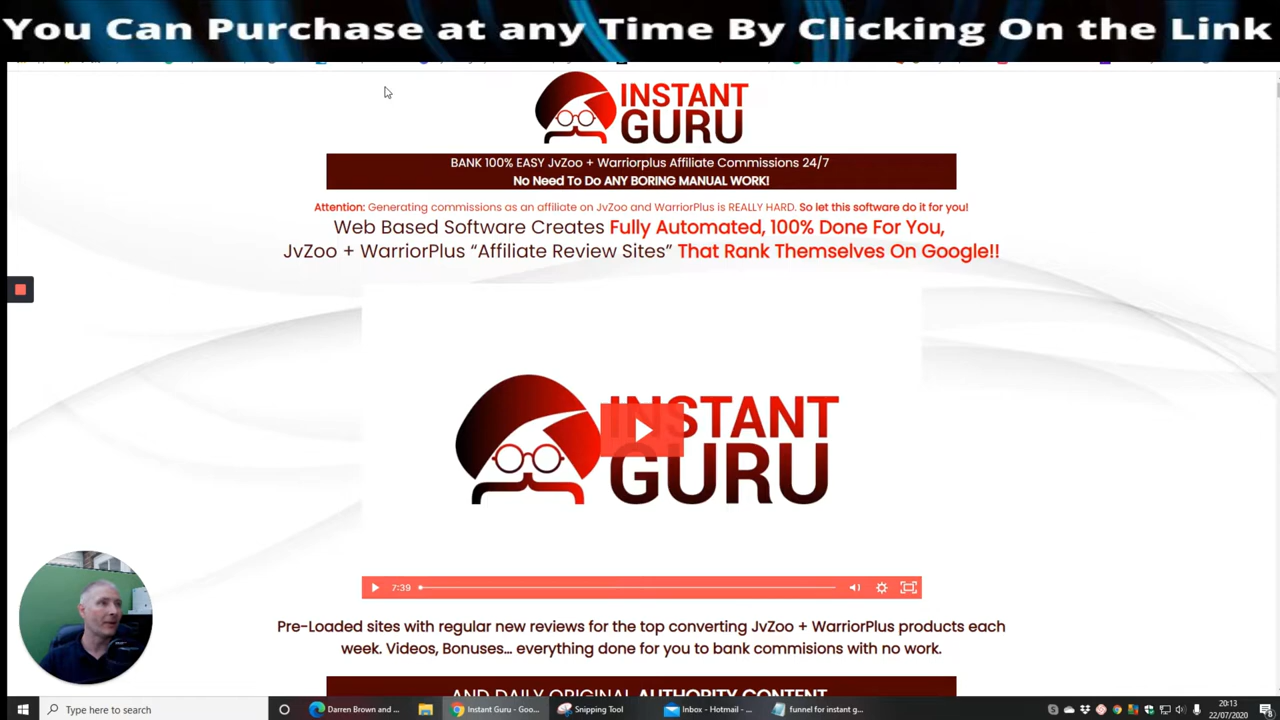 You Can Purchase at any Time By Clicking On the Link
INSTANT
GURU
BANK 100% EASY JvZoo + Warriorplus Affiliate Commissions 24/7
No Need To Do ANY BORING MANUAL WORK!
Attention: Generating commissions as an affiliate on JvZoo and WarriorPlus is REALLY HARD. So let this software do it for you!
Web Based Software Creates Fully Automated, 100% Done For You,
JvZoo + WarriorPlus “Affiliate Review Sites” That Rank Themselves On Google!!
INSTANT
GURU
7:39
Pre-Loaded sites with regular new reviews for the top converting JvZoo + WarriorPlus products each
week. Videos, Bonuses... everything done for you to bank commisions with no work.
AND DAILY ORIGINAL AUTHORITY CONTENT
Type here to search
Darren Brown and ...
Instant Guru - Goo...
Snipping Tool
Inbox - Hotmail - ...
funnel for instant g...
20:13
22/07/2020